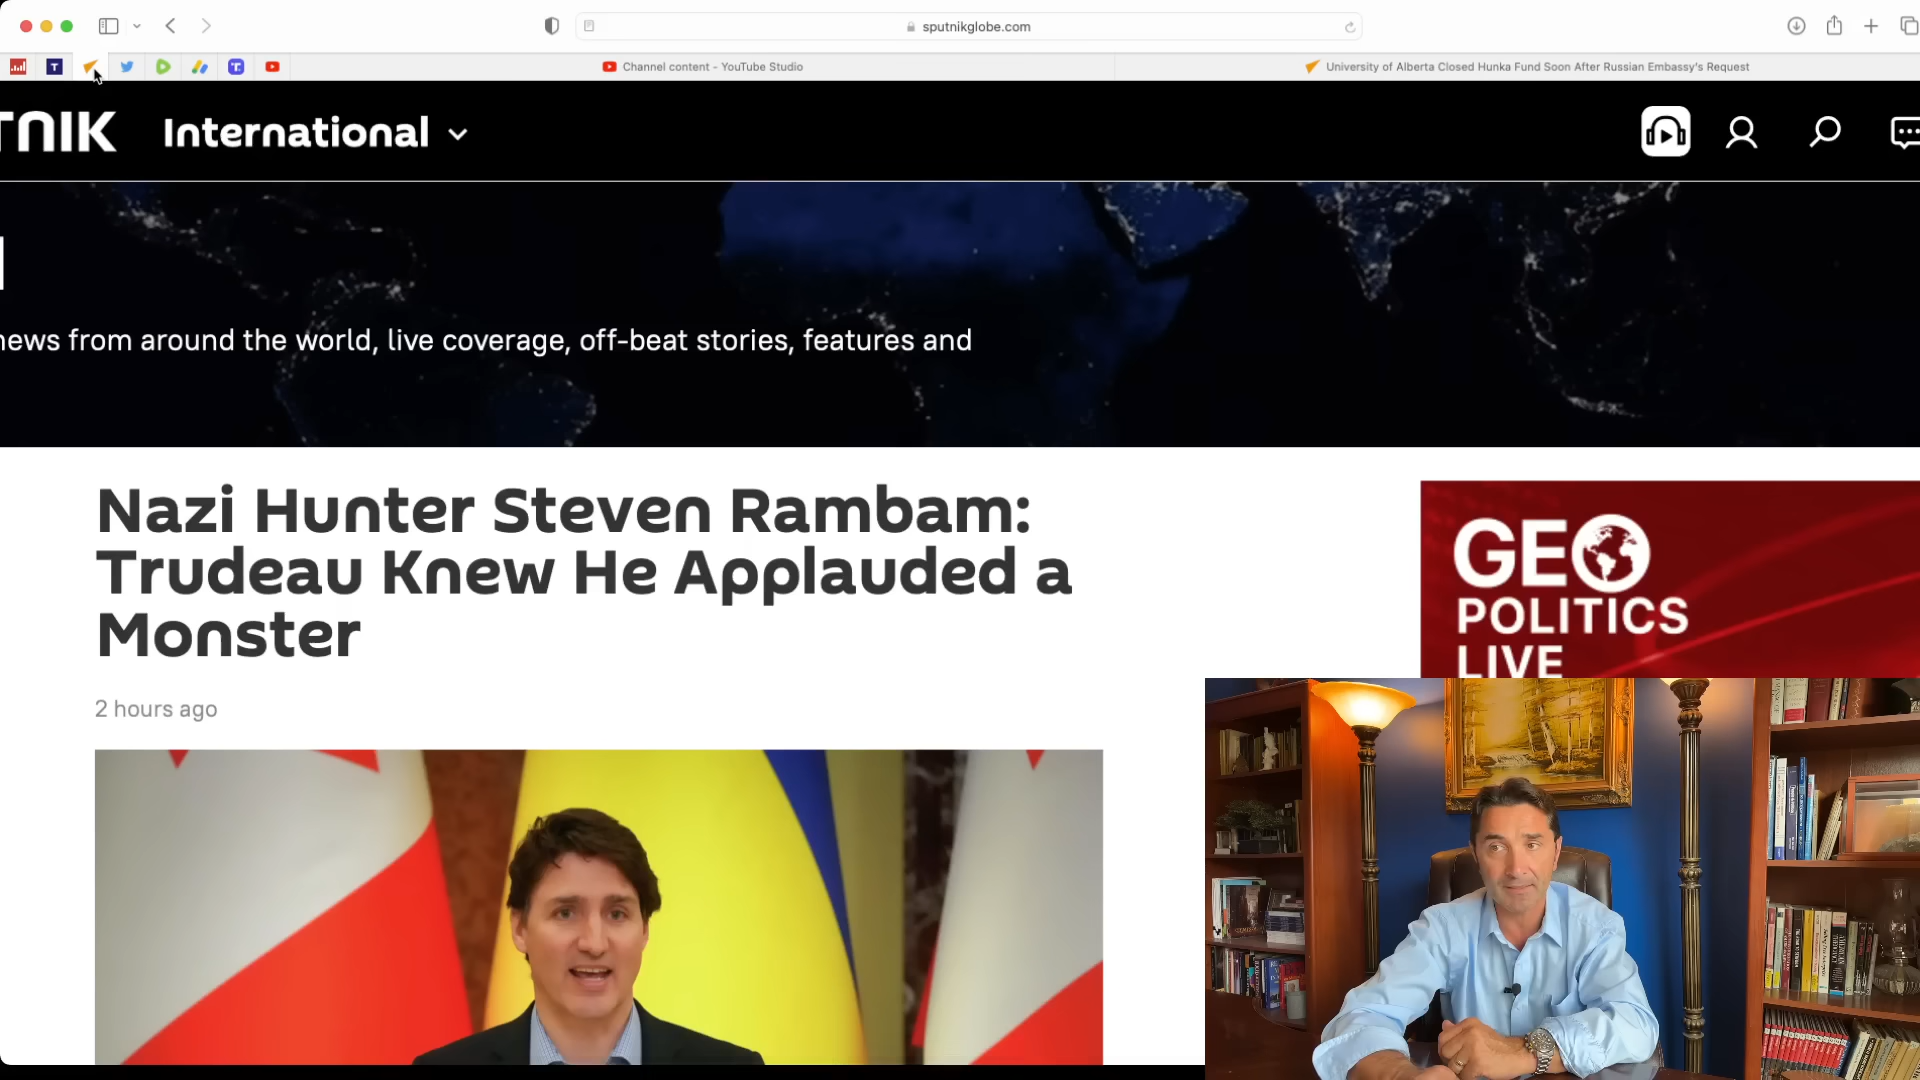 sputnikglobe.com
T
T
Channel content - YouTube Studio
University of Alberta Closed Hunka Fund Soon After Russian Embassy's Request
TNIK
International
news from around the world, live coverage, off-beat stories, features and
Nazi Hunter Steven Rambam:
Trudeau Knew He Applauded a
Monster
2 hours ago
GEO
POLITICS
LIVE